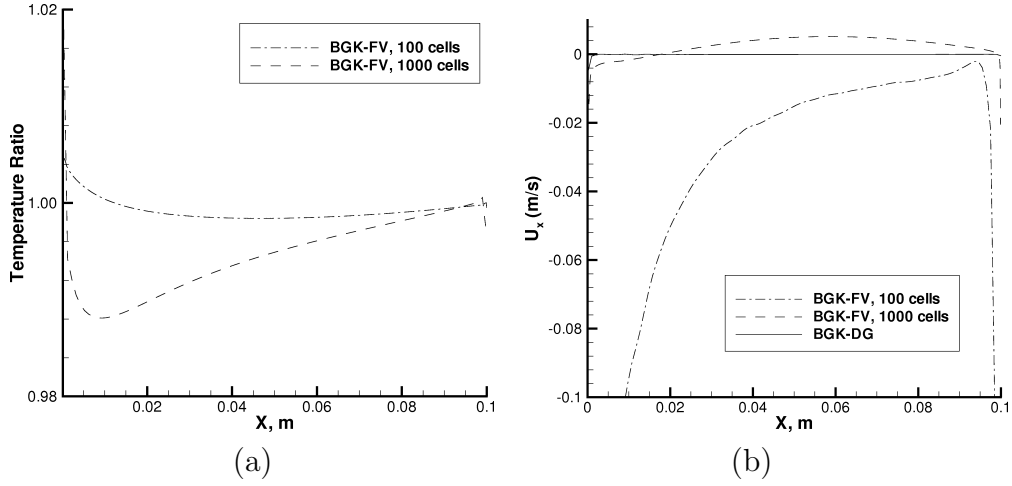 1.02
1.00
0.98
Temperature Ratio
BGK-FV, 100 cells
BGK-FV, 1000 cells
0.02
0.04
0.06
0.08
0.1
X, m
(a)
0
-0.02
-0.04
-0.06
-0.08
-0.1
Uₓ (m/s)
BGK-FV, 100 cells
BGK-FV, 1000 cells
BGK-DG
0
0.02
0.04
0.06
0.08
0.1
X, m
(b)